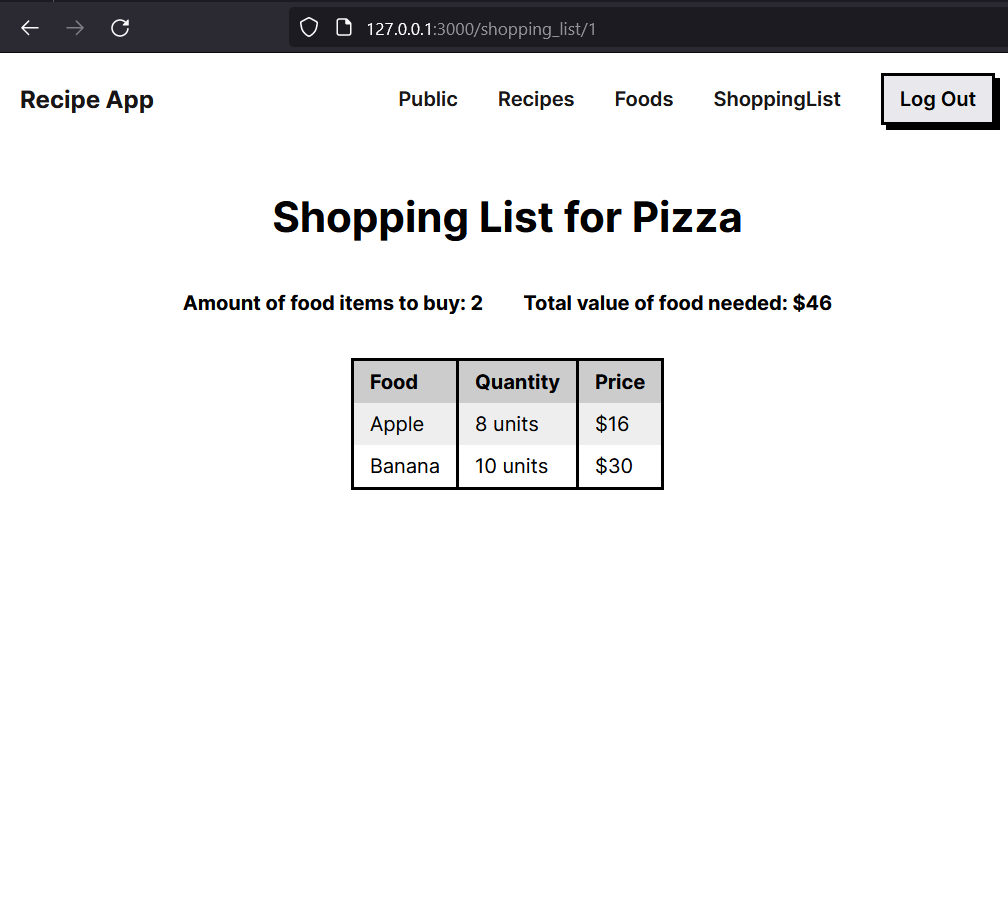 127.0.0.1:3000/shopping_list/1
Recipe App Public Recipes Foods ShoppingList Log Out
Shopping List for Pizza
Amount of food items to buy: 2 Total value of food needed: $46
Food Quantity Price
Apple 8 units $16
Banana 10 units $30